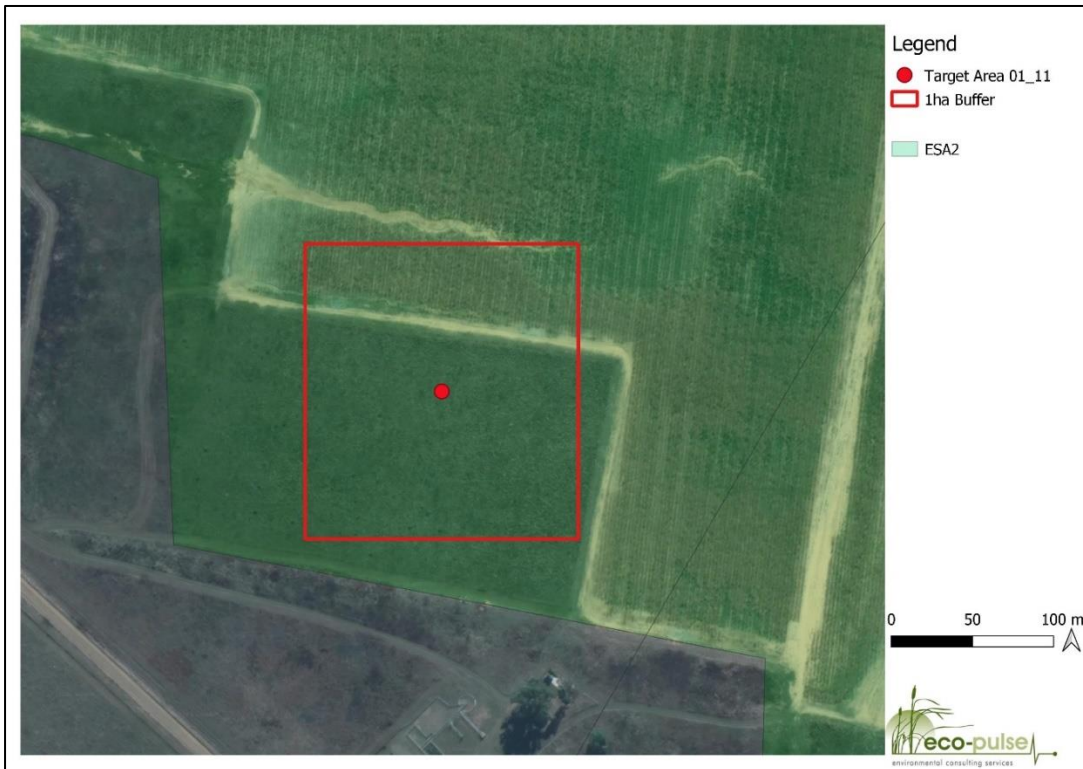 Legend
Target Area 01_11
1ha Buffer
ESA2
0 50 100 m
eco-pulse
environmental consulting services